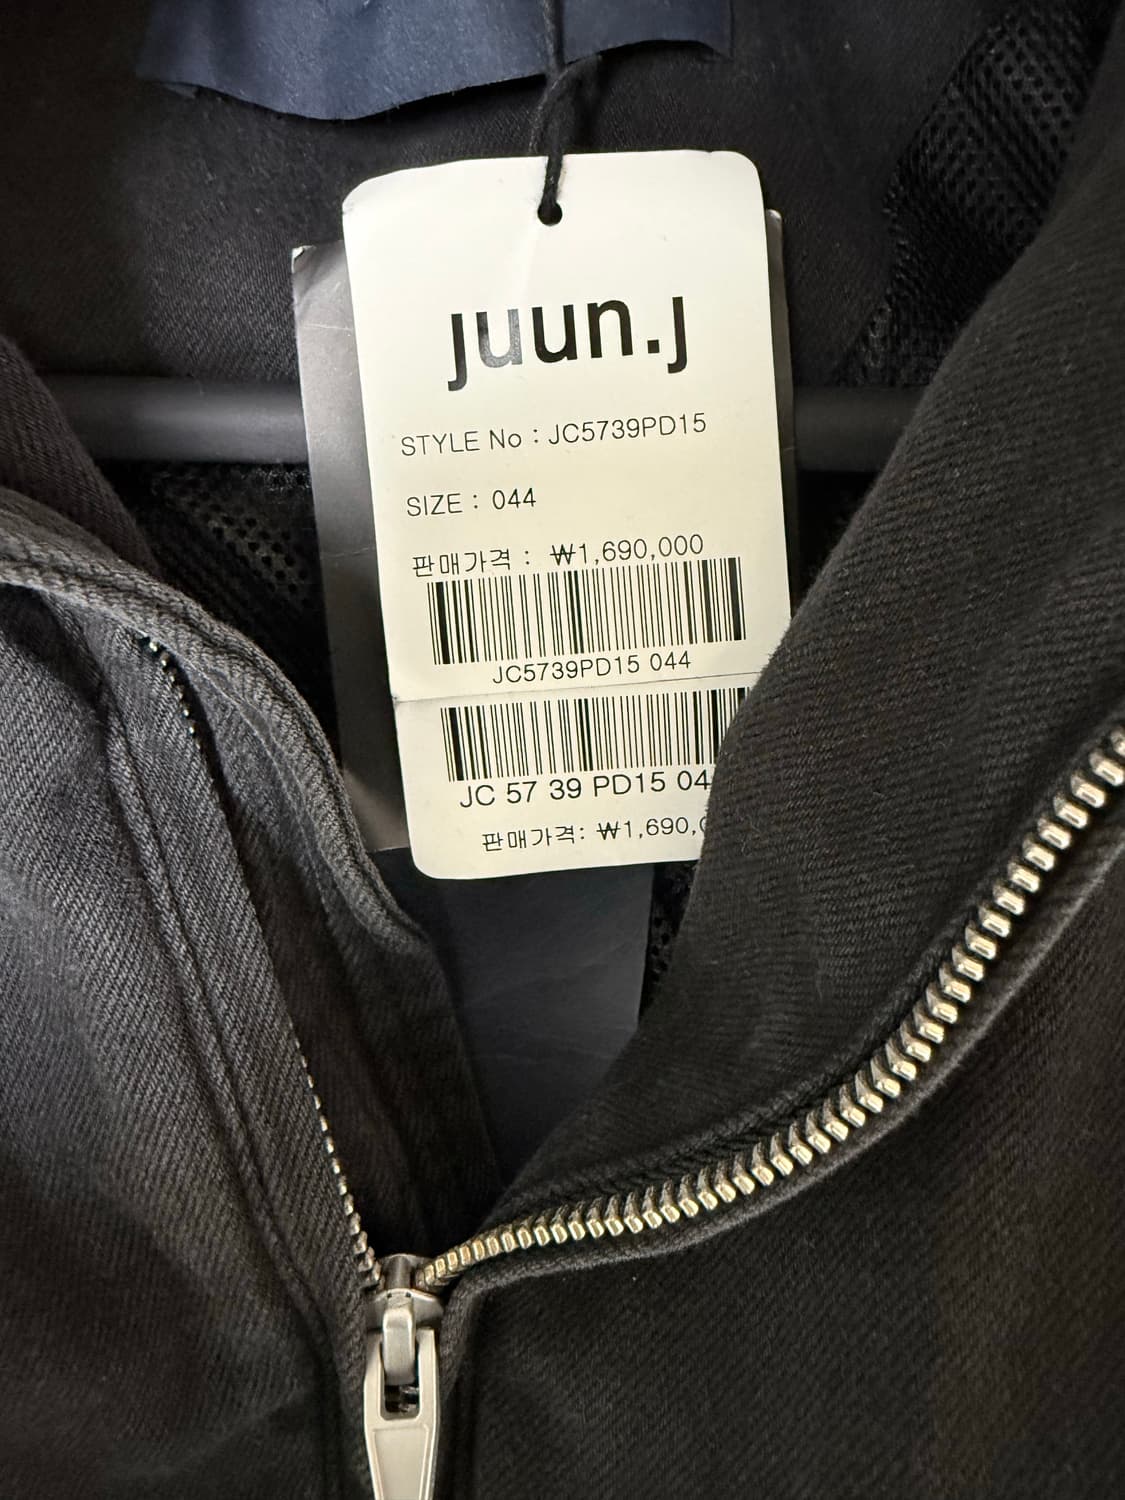 juun.j
STYLE No : JC5739PD15
SIZE : 044
판매가격 : ₩1,690,000
JC5739PD15 044
JC 57 39 PD15 04
판매가격: ₩1,690,